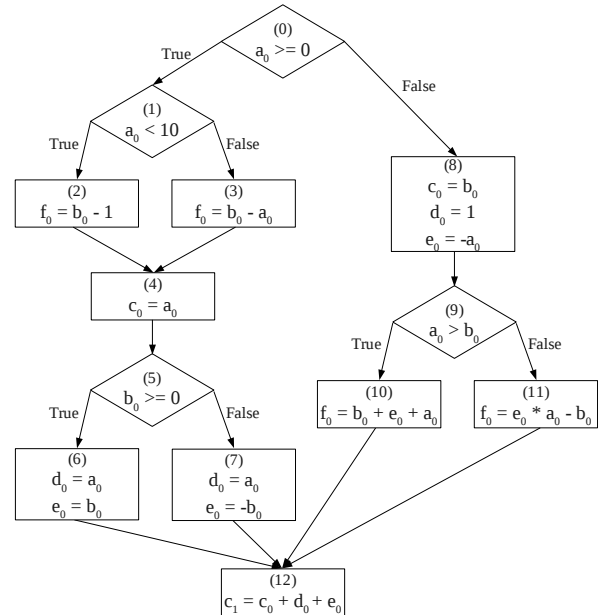 (0)
a₀ >= 0
True
False
(1)
a₀ < 10
True
False
(2)
f₀ = b₀ - 1
(3)
f₀ = b₀ - a₀
(8)
c₀ = b₀
d₀ = 1
e₀ = -a₀
(4)
c₀ = a₀
(9)
a₀ > b₀
True
False
(5)
b₀ >= 0
True
False
(10)
f₀ = b₀ + e₀ + a₀
(11)
f₀ = e₀ * a₀ - b₀
(6)
d₀ = a₀
e₀ = b₀
(7)
d₀ = a₀
e₀ = -b₀
(12)
c₁ = c₀ + d₀ + e₀